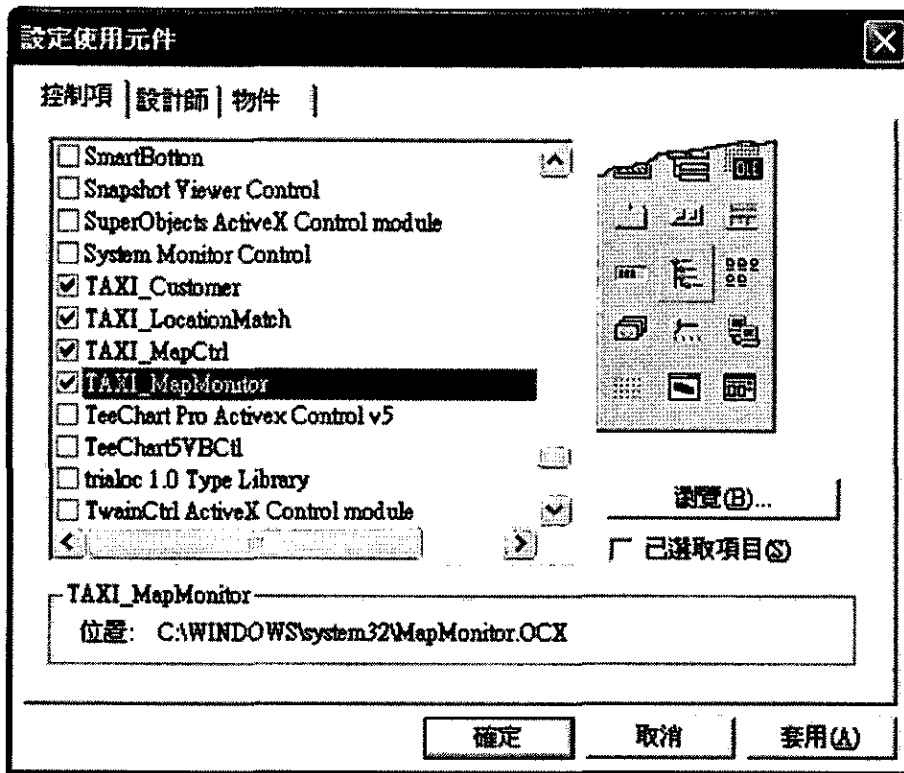 設定使用元件
控制項 設計師 物件
SmartBotton
Snapshot Viewer Control
SuperObjects ActiveX Control module
System Monitor Control
TAXI_Customer
TAXI_LocationMatch
TAXI_MapCtrl
TAXI_MapMonitor
TeeChart Pro Activex Control v5
TeeChart5VBCtl
trialoc 1.0 Type Library
TwainCtrl ActiveX Control module
瀏覽(B)...
已選取項目(S)
TAXI_MapMonitor
位置: C:\WINDOWS\system32\MapMonitor.OCX
確定 取消 套用(A)